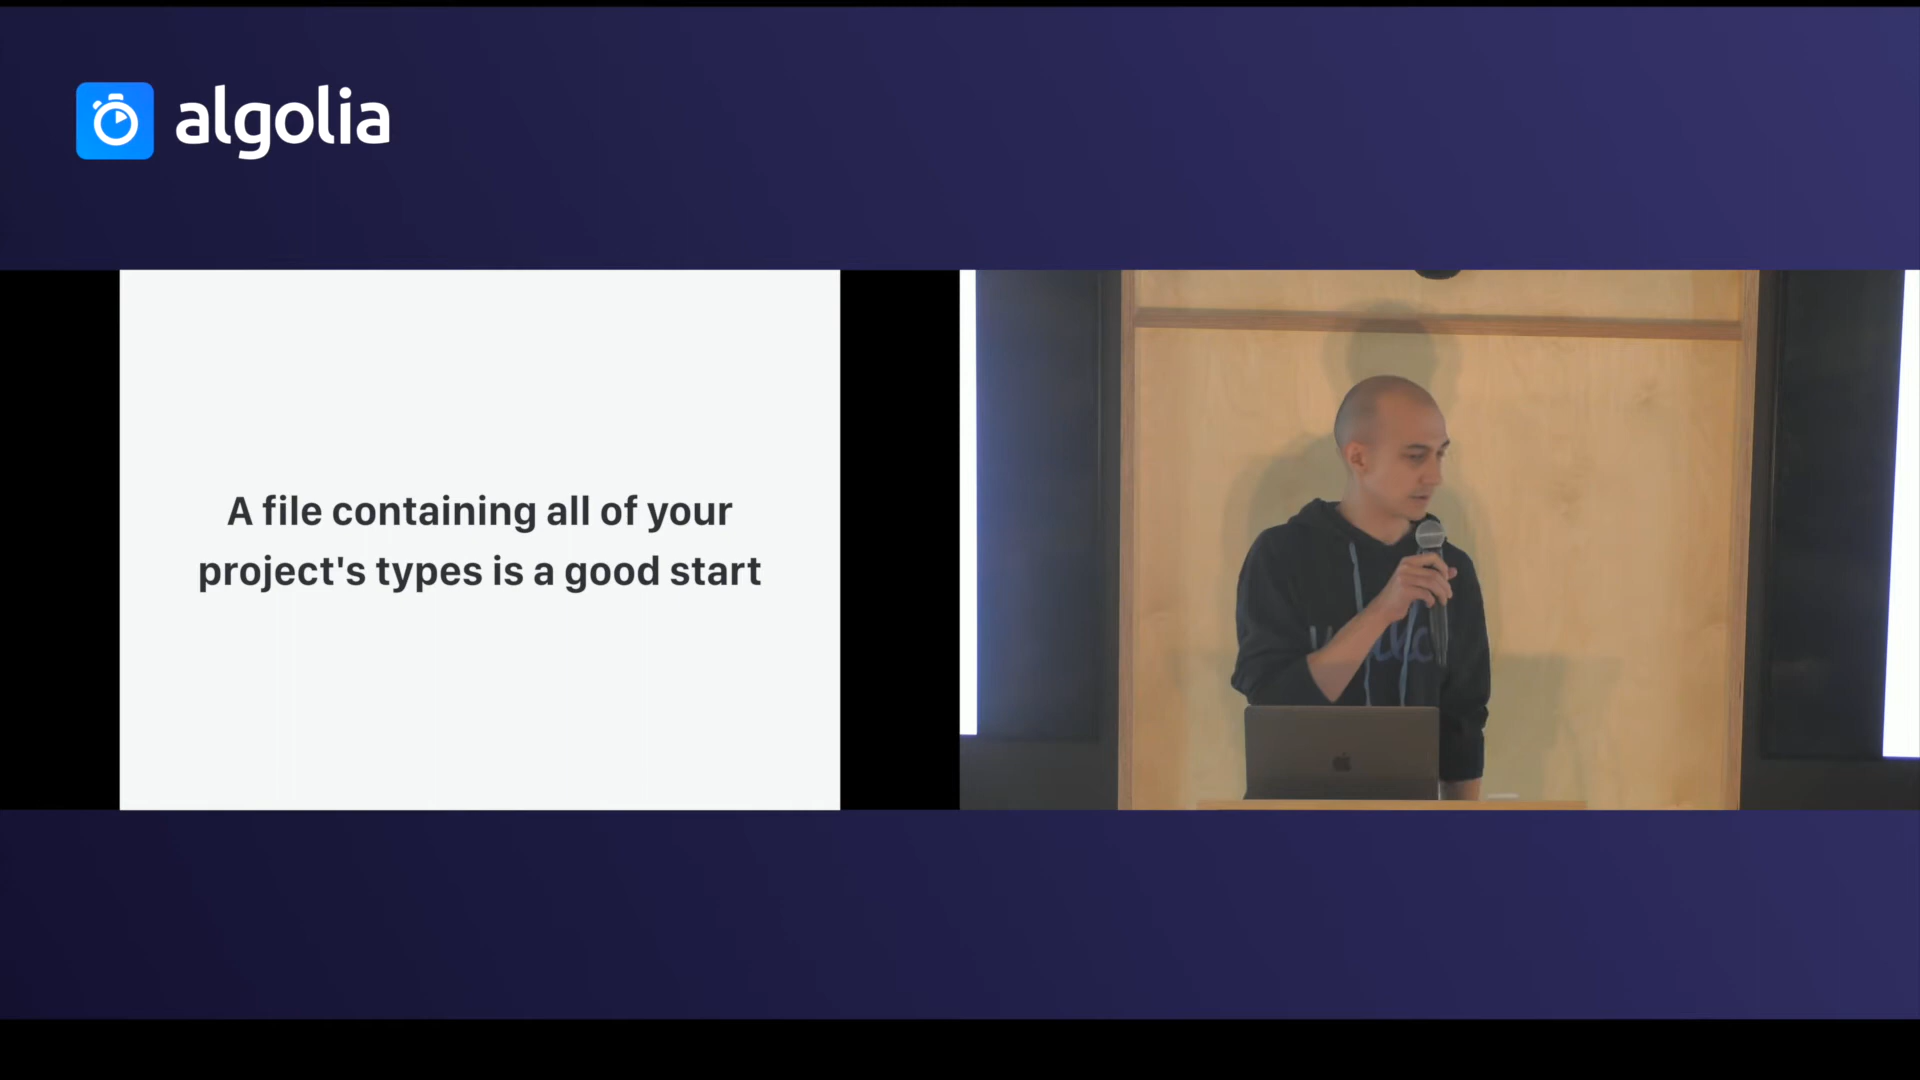 algolia
A file containing all of your
project's types is a good start